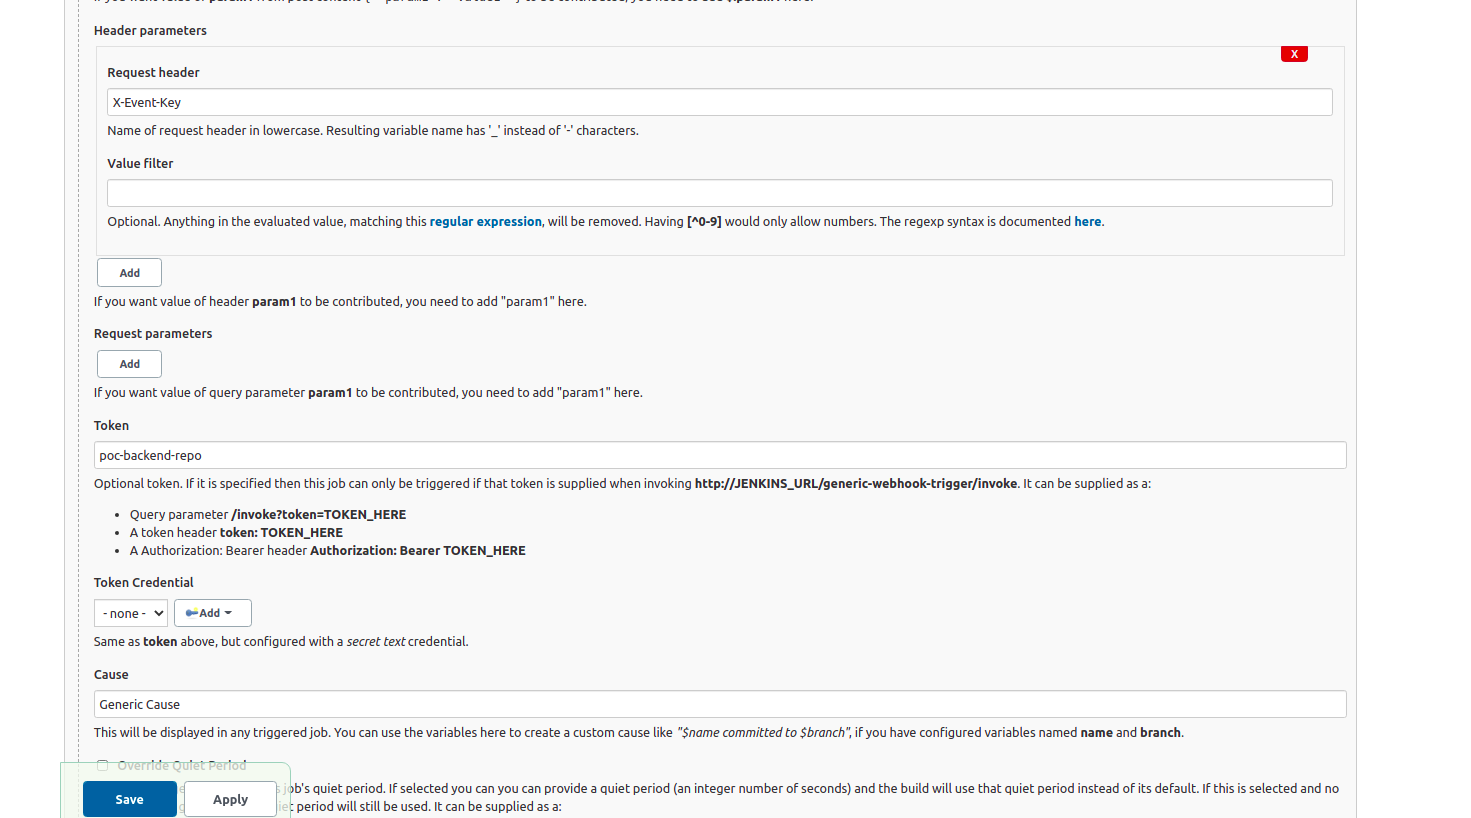 Header parameters
X
Request header
X-Event-Key
Name of request header in lowercase. Resulting variable name has '_' instead of '-' characters.
Value filter
Optional. Anything in the evaluated value, matching this regular expression, will be removed. Having [^0-9] would only allow numbers. The regexp syntax is documented here.
Add
If you want value of header param1 to be contributed, you need to add "param1" here.
Request parameters
Add
If you want value of query parameter param1 to be contributed, you need to add "param1" here.
Token
poc-backend-repo
Optional token. If it is specified then this job can only be triggered if that token is supplied when invoking http://JENKINS_URL/generic-webhook-trigger/invoke. It can be supplied as a:
• Query parameter /invoke?token=TOKEN_HERE
• A token header token: TOKEN_HERE
• A Authorization: Bearer header Authorization: Bearer TOKEN_HERE
Token Credential
- none - Add
Same as token above, but configured with a secret text credential.
Cause
Generic Cause
This will be displayed in any triggered job. You can use the variables here to create a custom cause like "$name committed to $branch", if you have configured variables named name and branch.
Override Quiet Period
job's quiet period. If selected you can you can provide a quiet period (an integer number of seconds) and the build will use that quiet period instead of its default. If this is selected and no
Save Apply
period will still be used. It can be supplied as a: